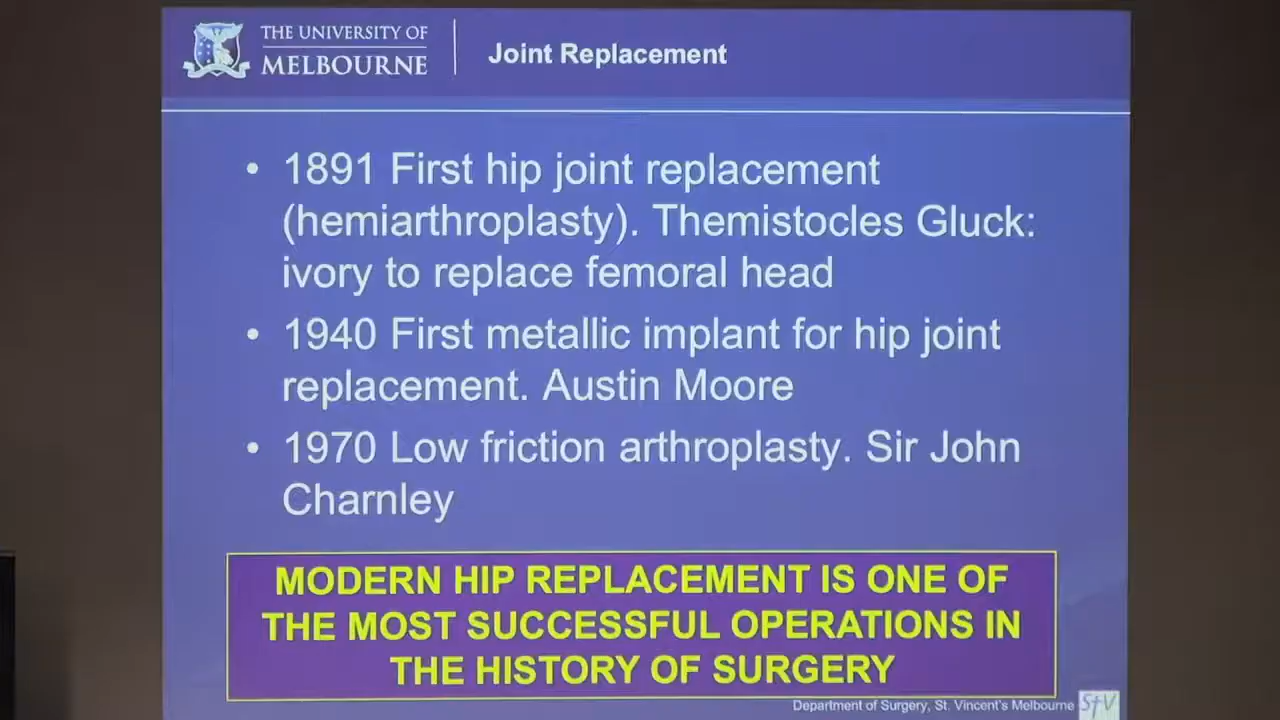 THE UNIVERSITY OF
MELBOURNE
Joint Replacement
• 1891 First hip joint replacement
(hemiarthroplasty). Themistocles Gluck:
ivory to replace femoral head
• 1940 First metallic implant for hip joint
replacement. Austin Moore
• 1970 Low friction arthroplasty. Sir John
Charnley
MODERN HIP REPLACEMENT IS ONE OF
THE MOST SUCCESSFUL OPERATIONS IN
THE HISTORY OF SURGERY
Department of Surgery, St. Vincent's Melbourne
StV